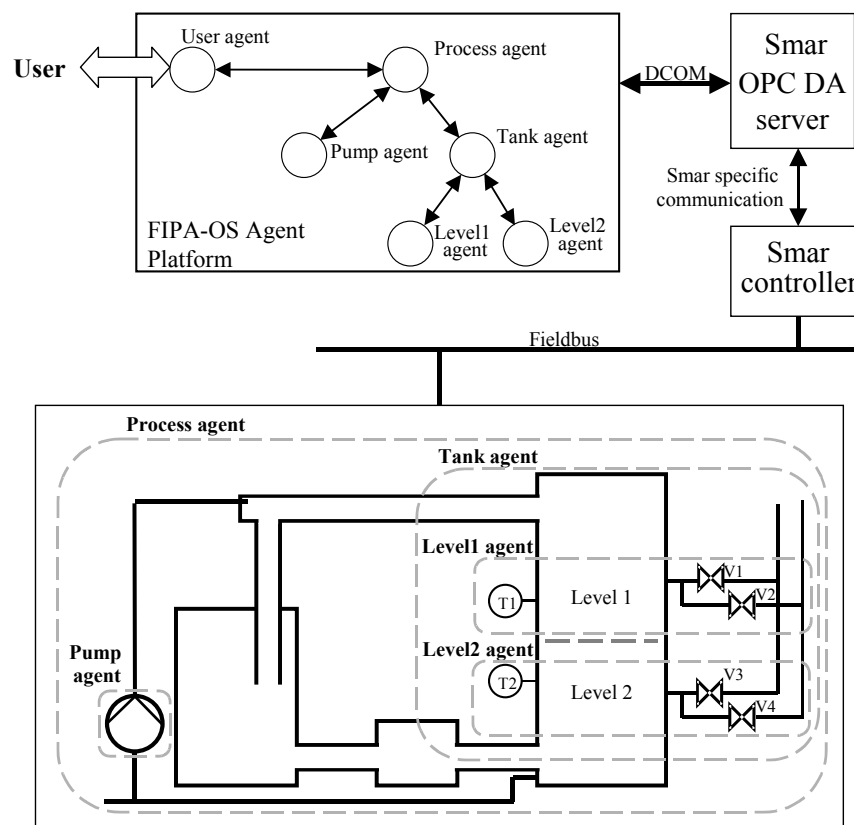 User agent
Process agent
User
Smar
OPC DA
server
DCOM
Pump agent
Tank agent
Smar specific
communication
Level1
agent
Level2
agent
FIPA-OS Agent
Platform
Smar
controller
Fieldbus
Process agent
Tank agent
Level1 agent
V1
T1
Level 1
V2
Level2 agent
Pump
agent
T2
Level 2
V3
V4